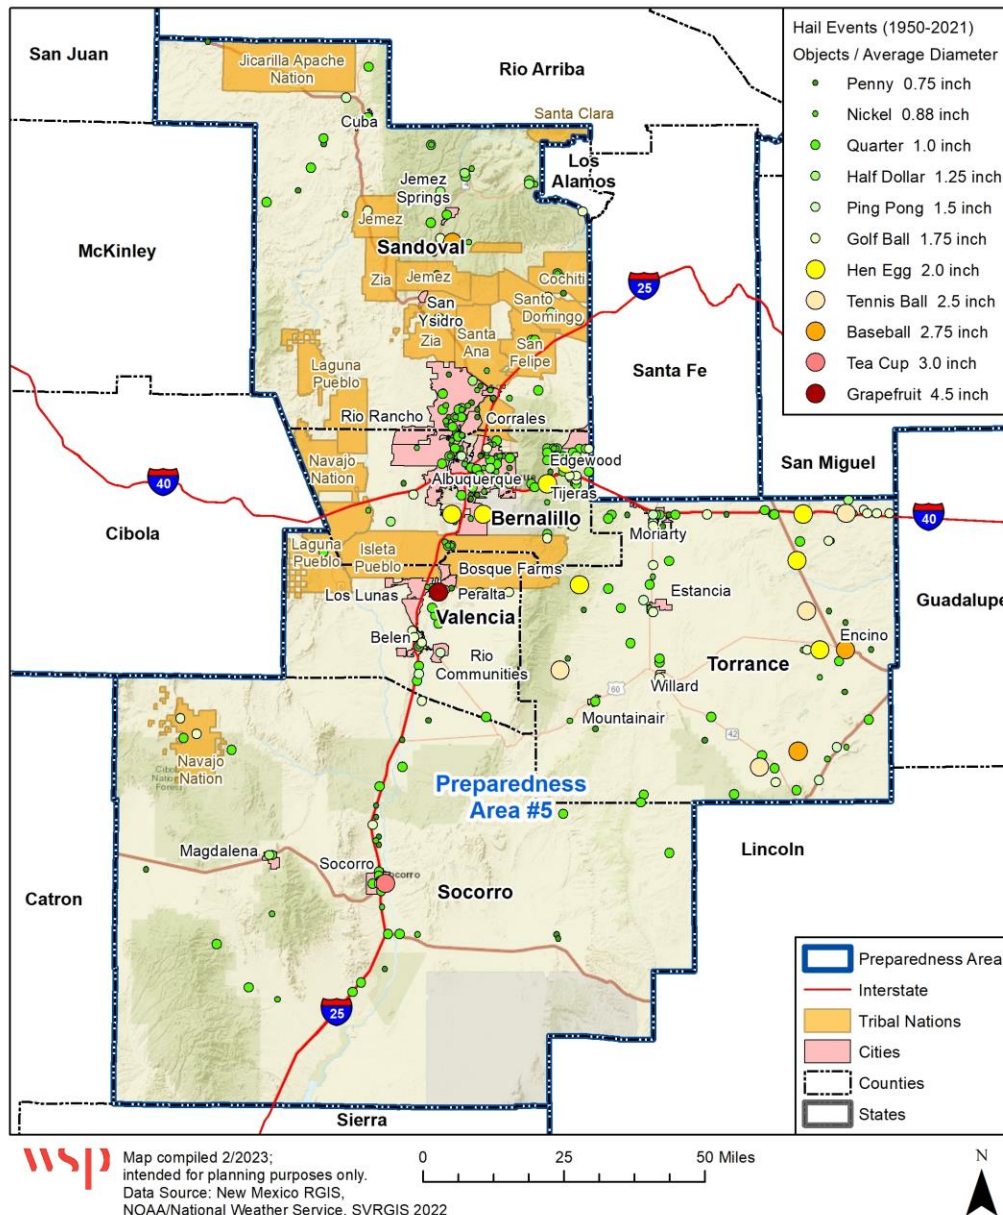 San Juan
Rio Arriba
Jicarilla Apache
Nation
Cuba
Santa Clara
Los
Alamos
Jemez
Springs
McKinley
Jemez
Sandoval
Zia
Jemez
Cochiti
San
Ysidro
Santo
Domingo
25
Zia
Santa
Ana
San
Felipe
Laguna
Pueblo
Santa Fe
Rio Rancho
Corrales
Navajo
Nation
Edgewood
San Miguel
40
Albuquerque
Tijeras
Cibola
Bernalillo
Moriarty
40
Laguna
Pueblo
Isleta
Pueblo
Bosque Farms
Los Lunas
Peralta
Estancia
Guadalupe
Valencia
Belen
Encino
Rio
Communities
Torrance
60
Willard
Mountainair
42
Navajo
Nation
Preparedness
Area #5
Magdalena
Socorro
Lincoln
Catron
Socorro
25
Sierra
Hail Events (1950-2021)
Objects / Average Diameter
Penny 0.75 inch
Nickel 0.88 inch
Quarter 1.0 inch
Half Dollar 1.25 inch
Ping Pong 1.5 inch
Golf Ball 1.75 inch
Hen Egg 2.0 inch
Tennis Ball 2.5 inch
Baseball 2.75 inch
Tea Cup 3.0 inch
Grapefruit 4.5 inch
Preparedness Area
Interstate
Tribal Nations
Cities
Counties
States
wsp
Map compiled 2/2023;
intended for planning purposes only.
Data Source: New Mexico RGIS,
NOAA/National Weather Service, SVRGIS 2022
0 25 50 Miles
N